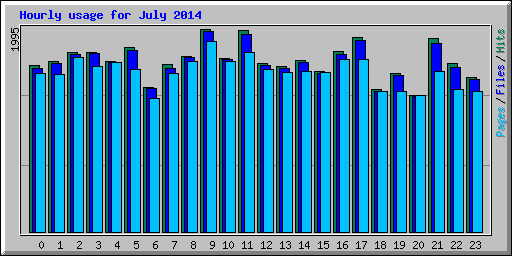 Hourly usage for July 2014
1995
Pages/Files/Hits
0 1 2 3 4 5 6 7 8 9 10 11 12 13 14 15 16 17 18 19 20 21 22 23